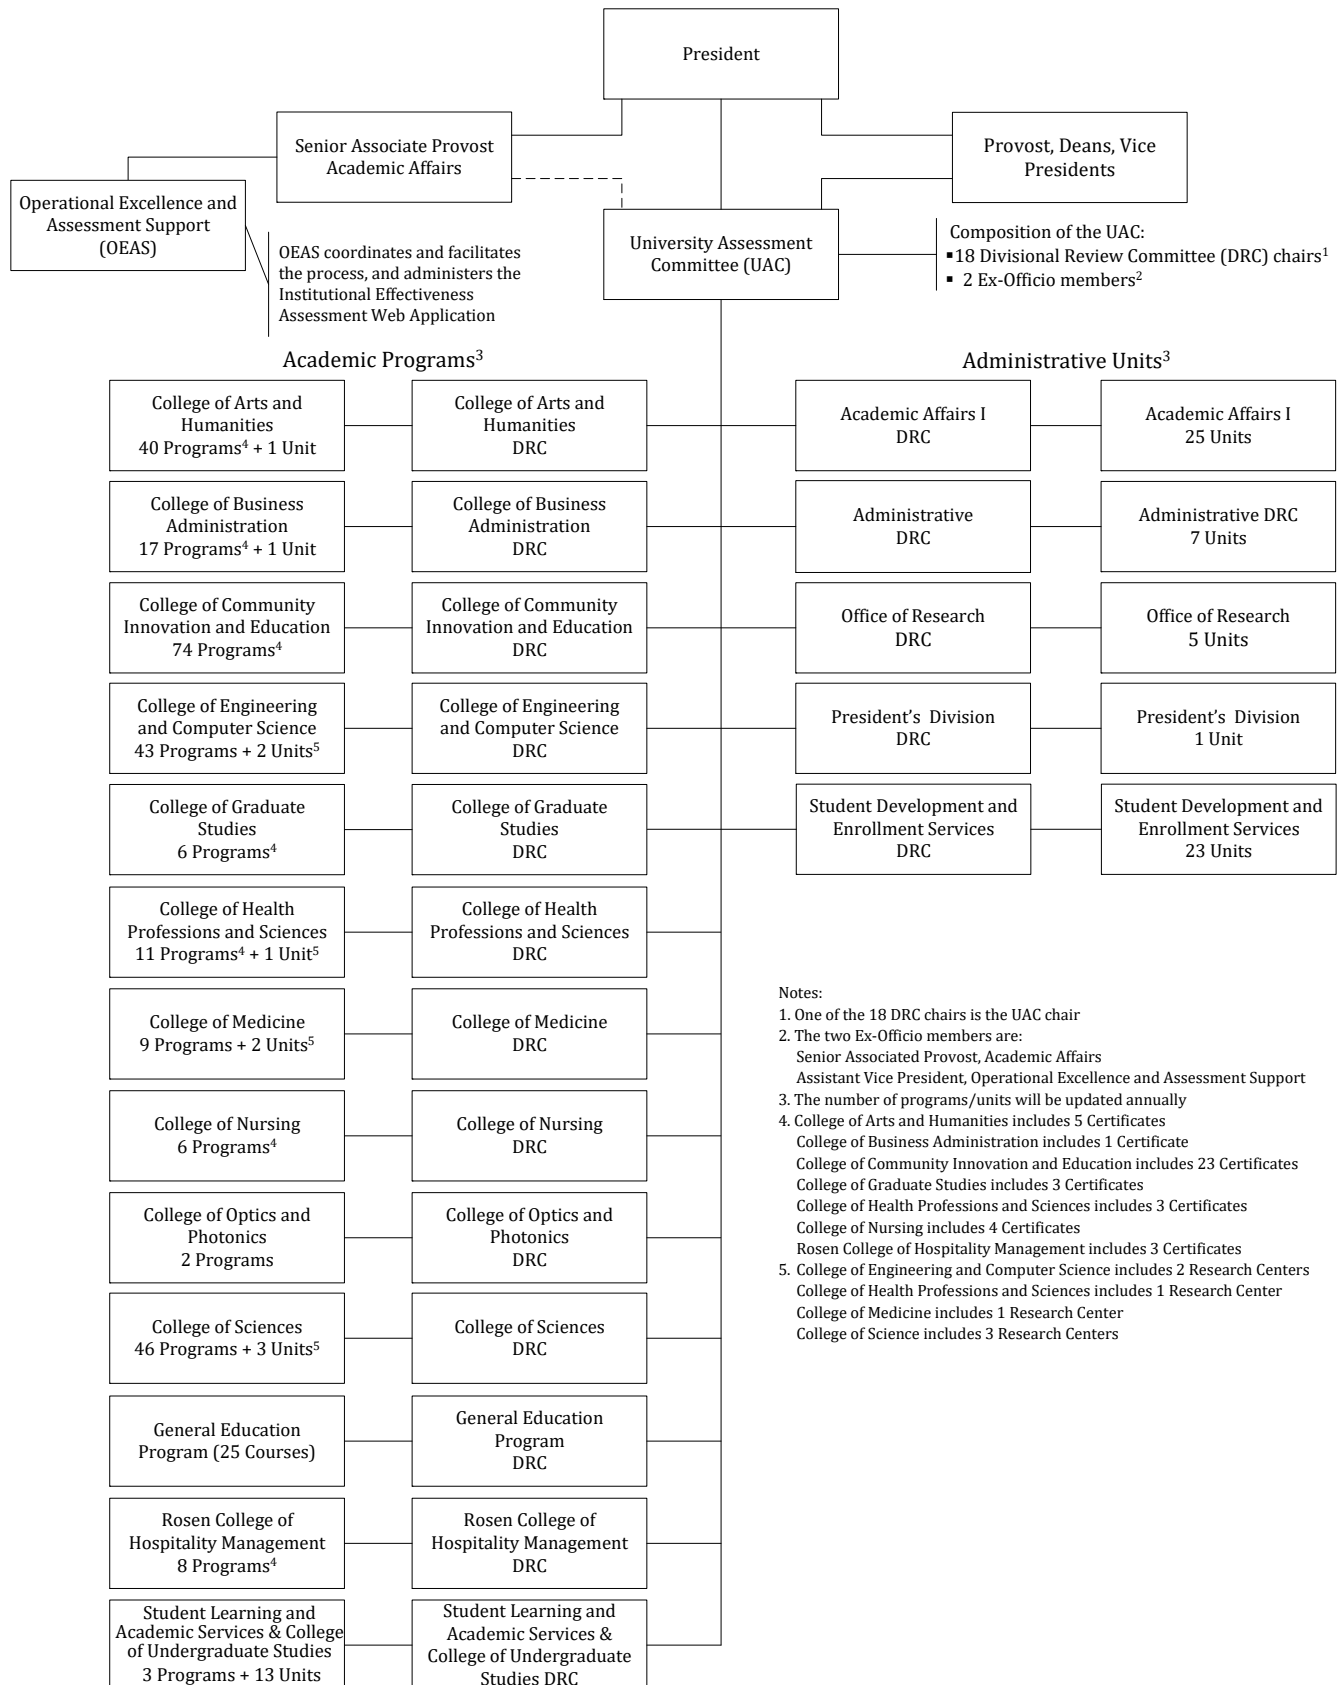 President
Senior Associate Provost
Academic Affairs
Provost, Deans, Vice
Presidents
Operational Excellence and
Assessment Support
(OEAS)
OEAS coordinates and facilitates
the process, and administers the
Institutional Effectiveness
Assessment Web Application
University Assessment
Committee (UAC)
Composition of the UAC:
▪18 Divisional Review Committee (DRC) chairs¹
▪ 2 Ex-Officio members²
Academic Programs³
Administrative Units³
College of Arts and
Humanities
40 Programs⁴ + 1 Unit
College of Arts and
Humanities
DRC
Academic Affairs I
DRC
Academic Affairs I
25 Units
College of Business
Administration
17 Programs⁴ + 1 Unit
College of Business
Administration
DRC
Administrative
DRC
Administrative DRC
7 Units
College of Community
Innovation and Education
74 Programs⁴
College of Community
Innovation and Education
DRC
Office of Research
DRC
Office of Research
5 Units
College of Engineering
and Computer Science
43 Programs + 2 Units⁵
College of Engineering
and Computer Science
DRC
President’s Division
DRC
President’s Division
1 Unit
College of Graduate
Studies
6 Programs⁴
College of Graduate
Studies
DRC
Student Development and
Enrollment Services
DRC
Student Development and
Enrollment Services
23 Units
College of Health
Professions and Sciences
11 Programs⁴ + 1 Unit⁵
College of Health
Professions and Sciences
DRC
College of Medicine
9 Programs + 2 Units⁵
College of Medicine
DRC
College of Nursing
6 Programs⁴
College of Nursing
DRC
College of Optics and
Photonics
2 Programs
College of Optics and
Photonics
DRC
College of Sciences
46 Programs + 3 Units⁵
College of Sciences
DRC
General Education
Program (25 Courses)
General Education
Program
DRC
Rosen College of
Hospitality Management
8 Programs⁴
Rosen College of
Hospitality Management
DRC
Student Learning and
Academic Services & College
of Undergraduate Studies
3 Programs + 13 Units
Student Learning and
Academic Services &
College of Undergraduate
Studies DRC
Notes:
1. One of the 18 DRC chairs is the UAC chair
2. The two Ex-Officio members are:
Senior Associated Provost, Academic Affairs
Assistant Vice President, Operational Excellence and Assessment Support
3. The number of programs/units will be updated annually
4. College of Arts and Humanities includes 5 Certificates
College of Business Administration includes 1 Certificate
College of Community Innovation and Education includes 23 Certificates
College of Graduate Studies includes 3 Certificates
College of Health Professions and Sciences includes 3 Certificates
College of Nursing includes 4 Certificates
Rosen College of Hospitality Management includes 3 Certificates
5. College of Engineering and Computer Science includes 2 Research Centers
College of Health Professions and Sciences includes 1 Research Center
College of Medicine includes 1 Research Center
College of Science includes 3 Research Centers